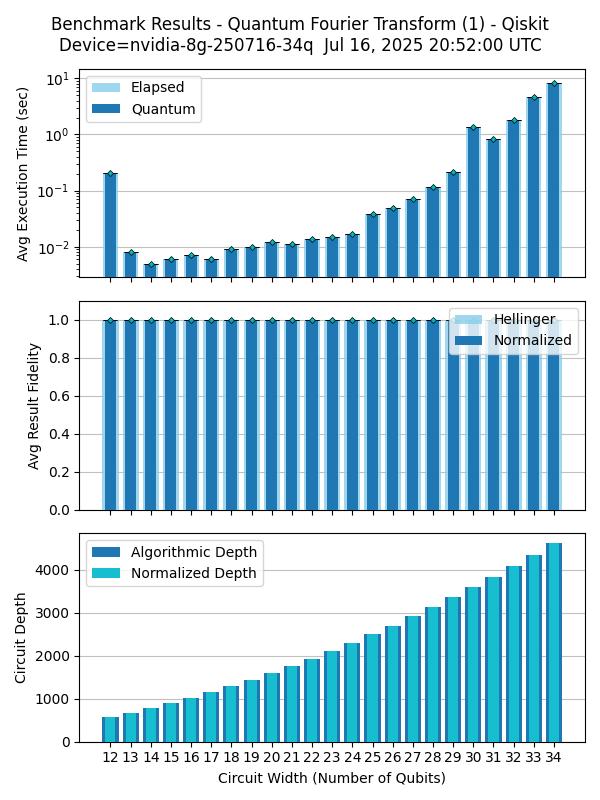 Benchmark Results - Quantum Fourier Transform (1) - Qiskit
Device=nvidia-8g-250716-34q  Jul 16, 2025 20:52:00 UTC
Avg Execution Time (sec)
10¹
10⁰
10⁻¹
10⁻²
Elapsed
Quantum
Avg Result Fidelity
1.0
0.8
0.6
0.4
0.2
0.0
Hellinger
Normalized
Circuit Depth
4000
3000
2000
1000
0
Algorithmic Depth
Normalized Depth
12 13 14 15 16 17 18 19 20 21 22 23 24 25 26 27 28 29 30 31 32 33 34
Circuit Width (Number of Qubits)